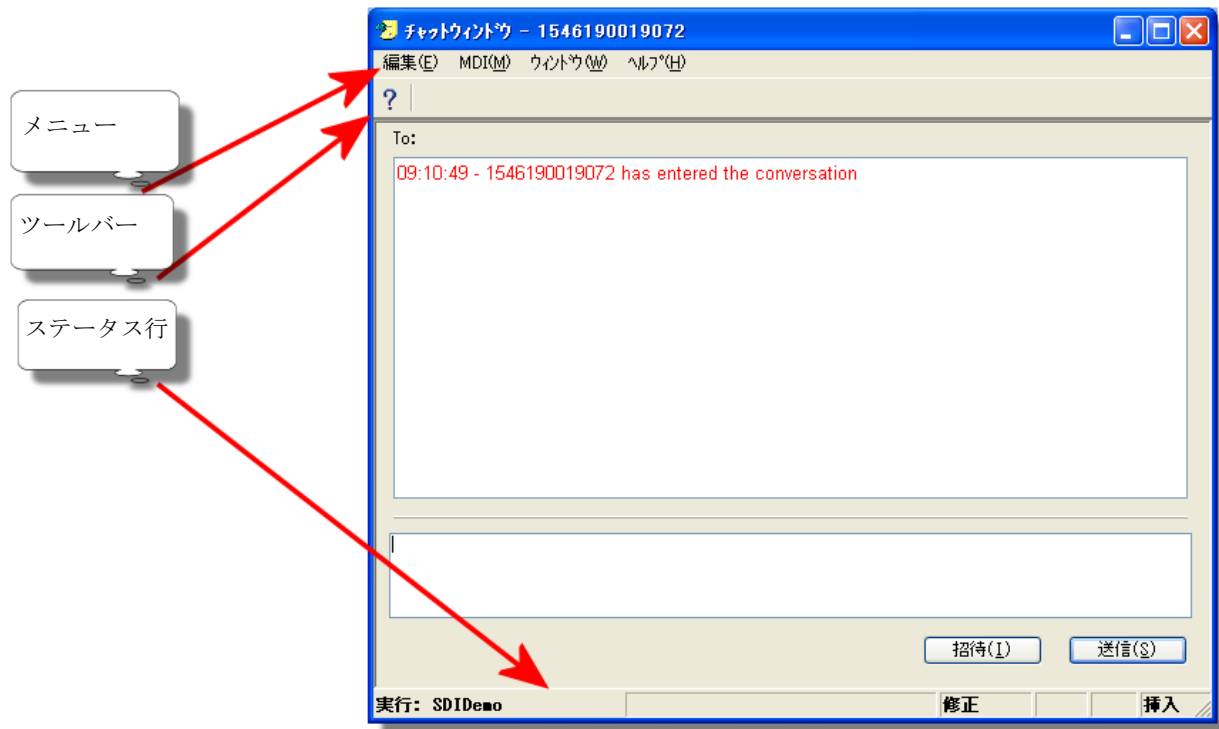 チャットウィンドウ - 1546190019072
編集(E) MDI(M) ウィンドウ(W) ヘルプ(H)
?
メニュー
ツールバー
ステータス行
To:
09:10:49 - 1546190019072 has entered the conversation
招待(I) 送信(S)
実行: SDIDemo 修正 挿入